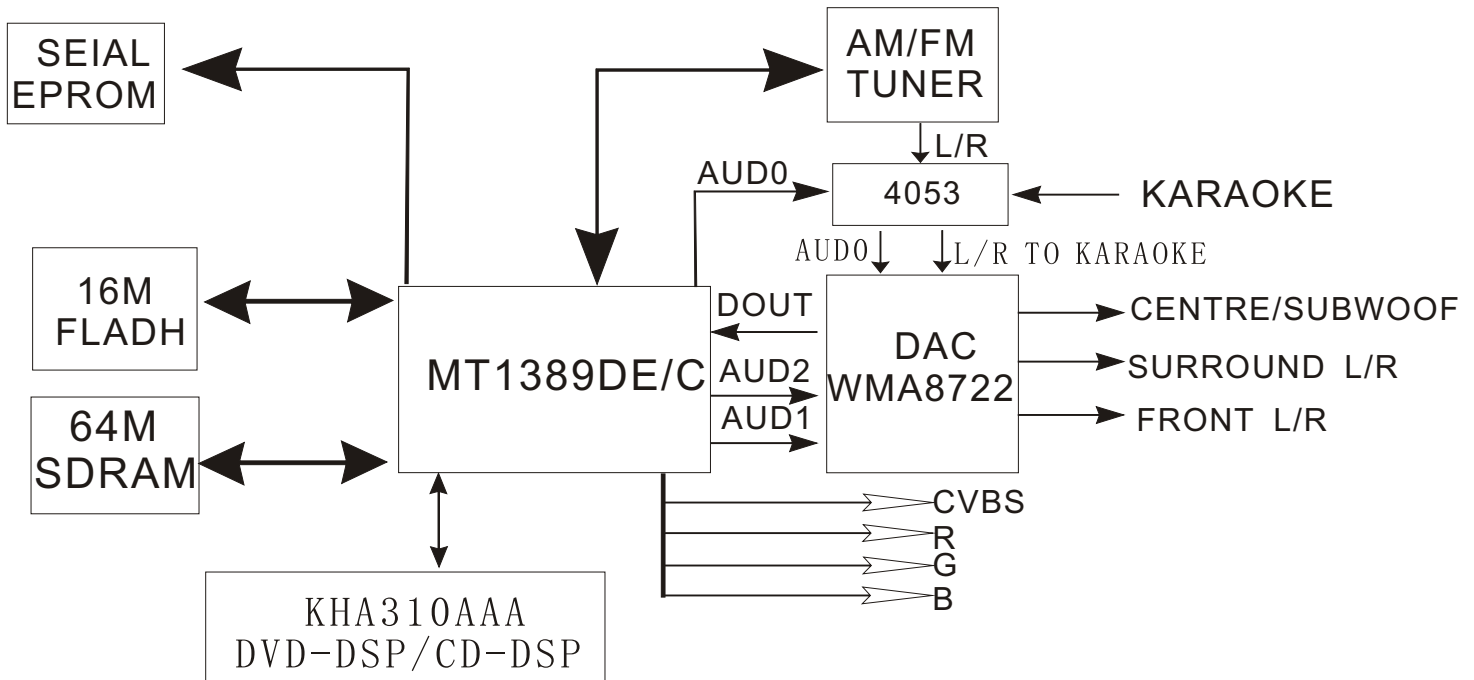 SEIAL
EPROM
AM/FM
TUNER
L/R
AUD0
4053
KARAOKE
AUD0
L/R TO KARAOKE
16M
FLADH
MT1389DE/C
DOUT
AUD2
AUD1
DAC
WMA8722
CENTRE/SUBWOOF
SURROUND L/R
FRONT L/R
64M
SDRAM
CVBS
R
G
B
KHA310AAA
DVD-DSP/CD-DSP